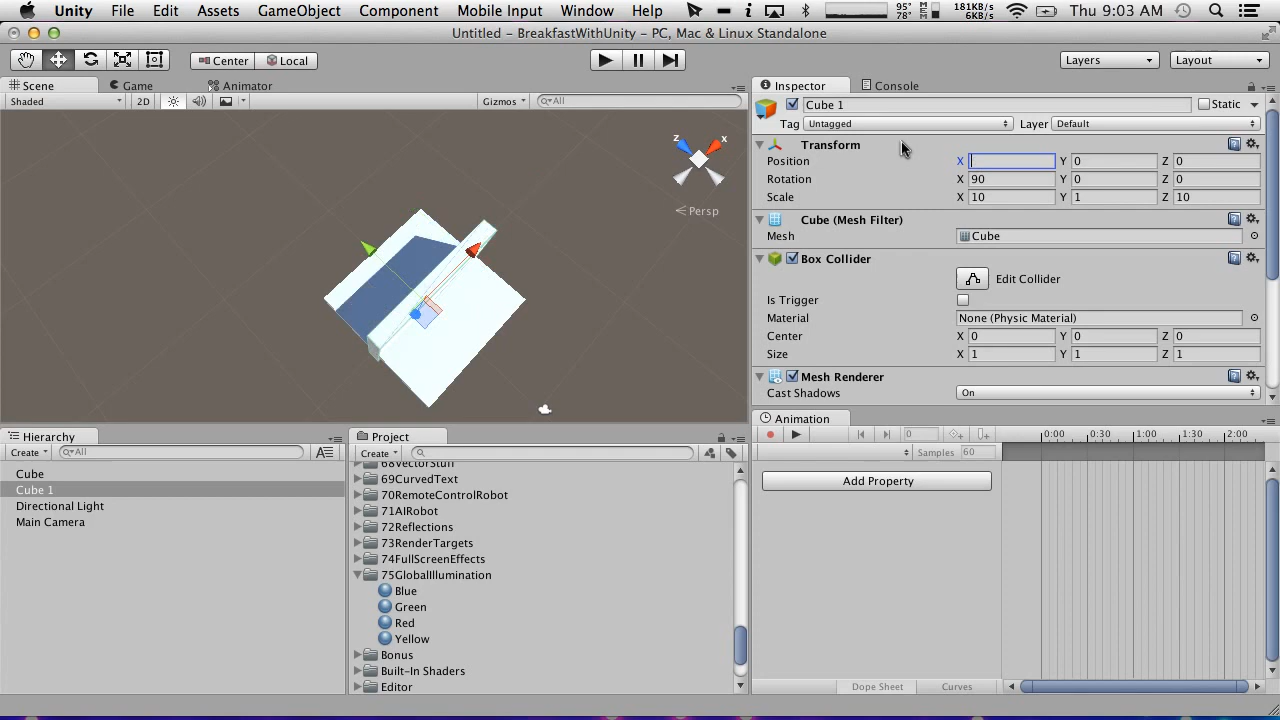 Unity File Edit Assets GameObject Component Mobile Input Window Help 95° 78° 181KB/s 6KB/s Thu 9:03 AM
Untitled - BreakfastWithUnity - PC, Mac & Linux Standalone
Center Local Layers Layout
Scene Game Animator
Shaded 2D Gizmos All
z x
Persp
Inspector Console
Cube 1 Static
Tag Untagged Layer Default
Transform
Position X Y 0 Z 0
Rotation X 90 Y 0 Z 0
Scale X 10 Y 1 Z 10
Cube (Mesh Filter)
Mesh Cube
Box Collider
Edit Collider
Is Trigger
Material None (Physic Material)
Center X 0 Y 0 Z 0
Size X 1 Y 1 Z 1
Mesh Renderer
Cast Shadows On
Hierarchy
Create All
Cube
Cube 1
Directional Light
Main Camera
Project
Create
68VectorStuff
69CurvedText
70RemoteControlRobot
71AIRobot
72Reflections
73RenderTargets
74FullScreenEffects
75GlobalIllumination
Blue
Green
Red
Yellow
Bonus
Built-In Shaders
Editor
Animation
0 0:00 0:30 1:00 1:30 2:00
Samples 60
Add Property
Dope Sheet Curves